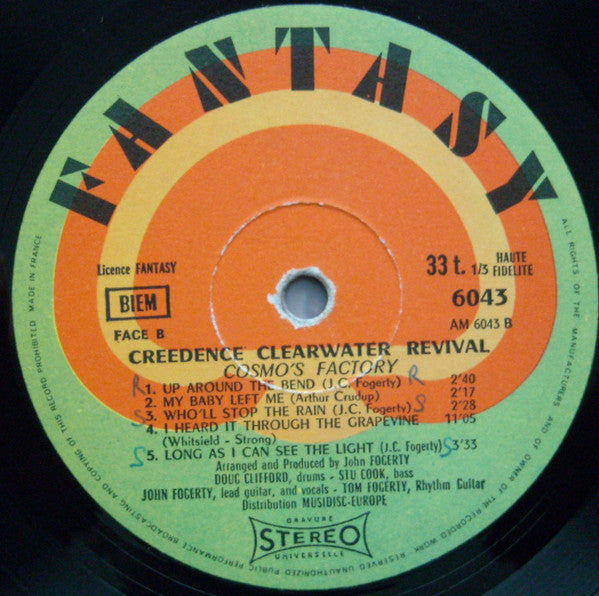 FANTASY
Licence FANTASY
BIEM
FACE B
33 t. 1/3 HAUTE FIDELITE
6043
AM 6043 B
CREEDENCE CLEARWATER REVIVAL
COSMO'S FACTORY
R 1. UP AROUND THE BEND (J.C. Fogerty) R 2'40
2. MY BABY LEFT ME (Arthur Crudup) 2'17
S 3. WHO'LL STOP THE RAIN (J.C. Fogerty) S 2'28
4. I HEARD IT THROUGH THE GRAPEVINE 11'05
(Whitsield - Strong)
S 5. LONG AS I CAN SEE THE LIGHT (J.C. Fogerty) S 3'33
Arranged and Produced by John FOGERTY
DOUG CLIFFORD, drums - STU COOK, bass
JOHN FOGERTY, lead guitar, and vocals - TOM FOGERTY, Rhythm Guitar
Distribution MUSIDISC-EUROPE
GRAVURE
STEREO
UNIVERSELLE
ALL RIGHTS OF THE MANUFACTURERS AND OF OWNER OF THE RECORDED WORK RESERVED UNAUTHORIZED PUBLIC PERFORMANCE BROADCASTING AND COPYING OF THIS RECORD PROHIBITED MADE IN FRANCE